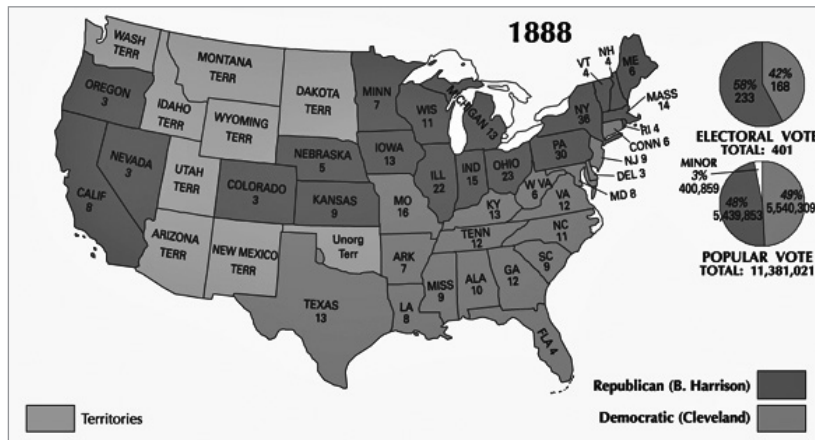 1888
WASH
TERR
MONTANA
TERR
DAKOTA
TERR
MINN
7
OREGON
3
IDAHO
TERR
WYOMING
TERR
WIS
11
MICHIGAN 13
VT
4
NH
4
ME
6
MASS
14
NY
36
RI 4
CONN 6
NJ 9
DEL 3
MD 8
PA
30
NEVADA
3
UTAH
TERR
COLORADO
3
NEBRASKA
5
IOWA
13
ILL
22
IND
15
OHIO
23
CALIF
8
KANSAS
9
MO
16
KY
13
W VA
6
VA
12
ARIZONA
TERR
NEW MEXICO
TERR
Unorg
Terr
ARK
7
TENN
12
NC
11
SC
9
TEXAS
13
LA
8
MISS
9
ALA
10
GA
12
FLA 4
58%
233
42%
168
ELECTORAL VOTE
TOTAL: 401
MINOR
3%
400,859
48%
5,439,853
49%
5,540,309
POPULAR VOTE
TOTAL: 11,381,021
Republican (B. Harrison)
Democratic (Cleveland)
Territories